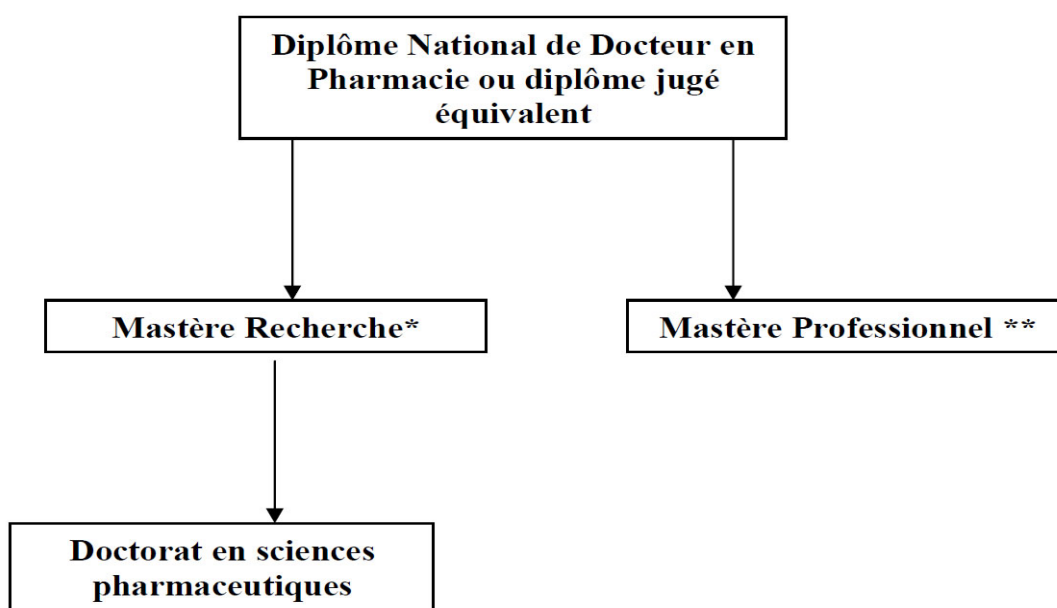 Diplôme National de Docteur en
Pharmacie ou diplôme jugé
équivalent
Mastère Recherche*
Mastère Professionnel **
Doctorat en sciences
pharmaceutiques